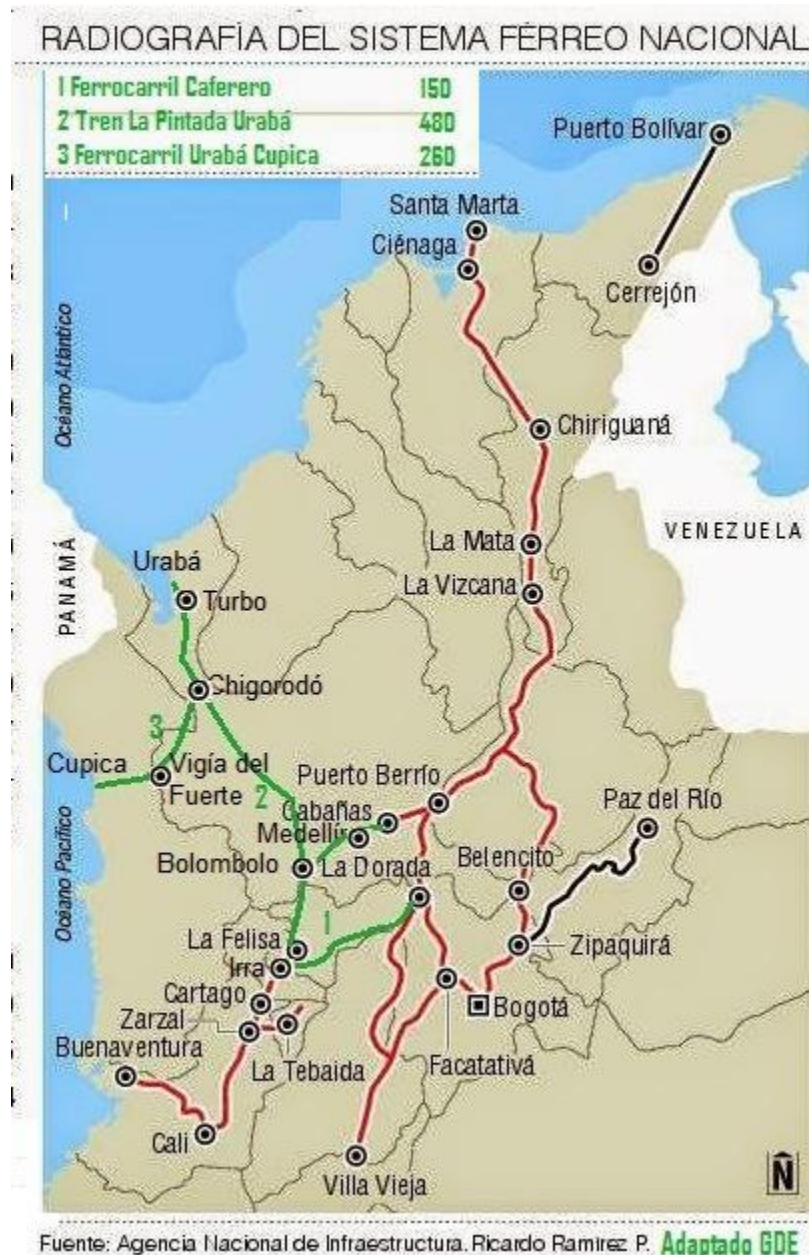 RADIOGRAFÍA DEL SISTEMA FÉRREO NACIONAL
1 Ferrocarril Caferero 150
2 Tren La Pintada Urabá 480
3 Ferrocarril Urabá Cupica 260
Puerto Bolívar
Santa Marta
Ciénaga
Cerrejón
Océano Atlántico
Chiriguaná
PANAMÁ
VENEZUELA
La Mata
Urabá
La Vizcana
Turbo
Chigorodó
3
Cupica
Vigía del
Fuerte
2
Puerto Berrío
Cabañas
Paz del Río
Medellín
Océano Pacífico
Bolombolo
La Dorada
Belencito
1
La Felisa
Irra
Zipaquirá
Cartago
Bogotá
Zarzal
Buenaventura
La Tebaida
Facatativá
Cali
Villa Vieja
N
Fuente: Agencia Nacional de Infraestructura. Ricardo Ramírez P. Adaptado GDE